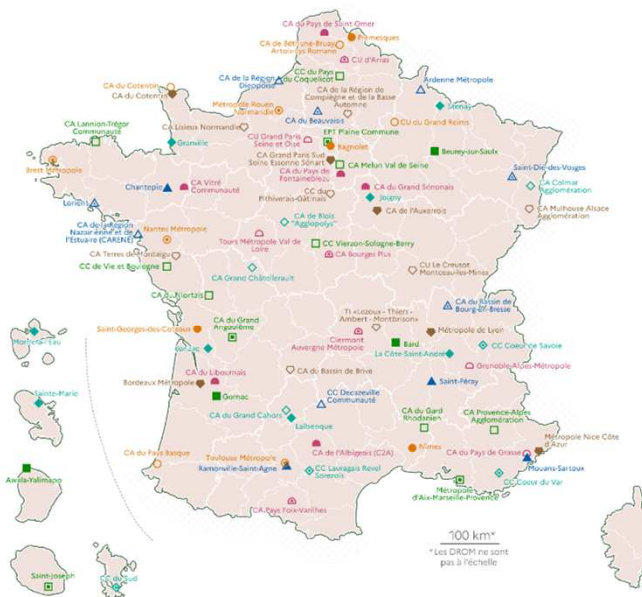 CA du Pays de Saint Omer
Prémesques
CA de Béthune-Bruay
Artois Lys Romane
CU d'Arras
CA du Cotentin
CA du Cotentin
CA de la Région
Dieppoise
CC du Pays
du Coquelicot
Ardenne Métropole
CA de la Région de
Compiègne et de la Basse
Automne
Stenay
Métropole Rouen
Normandie
CA du Beauvaisis
CU du Grand Reims
CA Lannion-Trégor
Communauté
CA Lisieux Normandie
CU Grand Paris
Seine et Oise
EPT Plaine Commune
Bagnolet
Granville
Beurey-sur-Saulx
CA Grand Paris Sud
Seine Essonne Sénart
CA Melun Val de Seine
Brest Métropole
CA du Pays de
Fontainebleau
Saint-Dié-des-Vosges
Chantepie
CA Vitré
Communauté
CC du
Pithiverais-Gâtinais
CA du Grand Sénonais
CA Colmar
Agglomération
Joigny
Lorient
CA de l'Auxerrois
CA Mulhouse Alsace
Agglomération
CA de Blois
"Agglopolys"
CA de la Région
Nazairienne et de
l'Estuaire (CARENE)
Nantes Métropole
Tours Métropole Val de
Loire
CC Vierzon-Sologne-Berry
CA Terres de Montaigu
CA Bourges Plus
CC de Vie et Boulogne
CA Grand Châtellerault
CU Le Creusot
Montceau-les-Mines
CA du Niortais
CA du Bassin de
Bourg-en-Bresse
Saint-Georges-des-Coteaux
CA du Grand
Angoulême
TI «Lezoux - Thiers -
Ambert - Montbrison»
Métropole de Lyon
Clermont
Auvergne Métropole
Bard
CC Coeur de Savoie
La Côte-Saint-André
Grenoble-Alpes-Métropole
CA du Libournais
CA du Bassin de Brive
Saint-Péray
Bordeaux Métropole
Gornac
CC Decazeville
Communauté
CA du Grand Cahors
Lalbenque
CA du Gard
Rhodanien
CA Provence-Alpes
Agglomération
Métropole Nice Côte
d'Azur
CA de l'Albigeois (C2A)
Nîmes
CA du Pays de Grasse
CA du Pays Basque
Toulouse Métropole
Ramonville-Saint-Agne
Mouans-Sartoux
CC Lauragais Revel
Sorezois
Métropole
d'Aix-Marseille-Provence
CC Coeur du Var
CA Pays Foix-Varilhes
Sainte-Marie
Awala-Yalimapo
Saint-Joseph
CC du Sud
100 km*
*Les DROM ne sont
pas à l'échelle